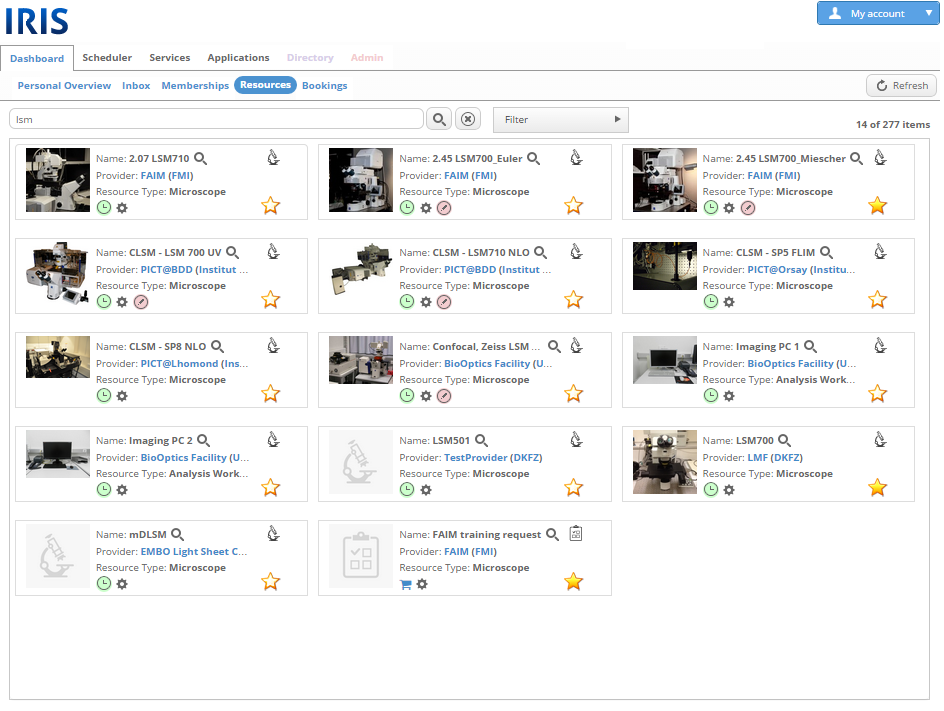 IRIS
My account
Dashboard Scheduler Services Applications Directory Admin
Personal Overview Inbox Memberships Resources Bookings
Refresh
lsm
Filter
14 of 277 items
Name: 2.07 LSM710
Provider: FAIM (FMI)
Resource Type: Microscope
Name: 2.45 LSM700_Euler
Provider: FAIM (FMI)
Resource Type: Microscope
Name: 2.45 LSM700_Miescher
Provider: FAIM (FMI)
Resource Type: Microscope
Name: CLSM - LSM 700 UV
Provider: PICT@BDD (Institut ...
Resource Type: Microscope
Name: CLSM - LSM710 NLO
Provider: PICT@BDD (Institut ...
Resource Type: Microscope
Name: CLSM - SP5 FLIM
Provider: PICT@Orsay (Institu...
Resource Type: Microscope
Name: CLSM - SP8 NLO
Provider: PICT@Lhomond (Ins...
Resource Type: Microscope
Name: Confocal, Zeiss LSM ...
Provider: BioOptics Facility (U...
Resource Type: Microscope
Name: Imaging PC 1
Provider: BioOptics Facility (U...
Resource Type: Analysis Work...
Name: Imaging PC 2
Provider: BioOptics Facility (U...
Resource Type: Analysis Work...
Name: LSM501
Provider: TestProvider (DKFZ)
Resource Type: Microscope
Name: LSM700
Provider: LMF (DKFZ)
Resource Type: Microscope
Name: mDLSM
Provider: EMBO Light Sheet C...
Resource Type: Microscope
Name: FAIM training request
Provider: FAIM (FMI)
Resource Type: Microscope